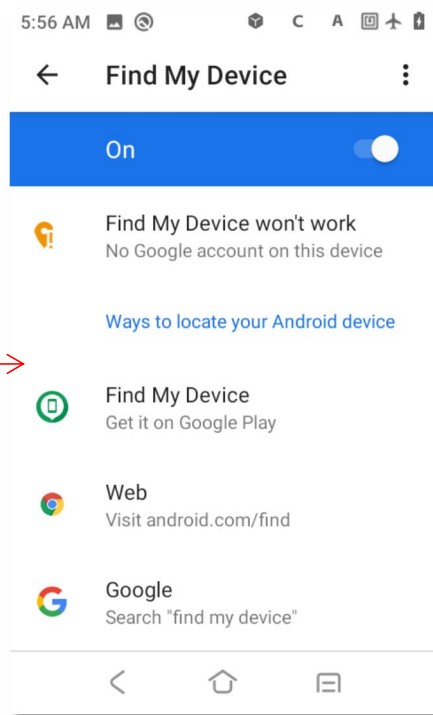 5:56 AM C A
Find My Device
On
Find My Device won't work
No Google account on this device
Ways to locate your Android device
Find My Device
Get it on Google Play
Web
Visit android.com/find
Google
Search "find my device"